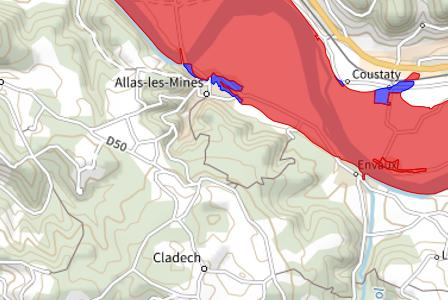 Coustaty
Allas-les-Mines
D50
Envaux
Cladech
L